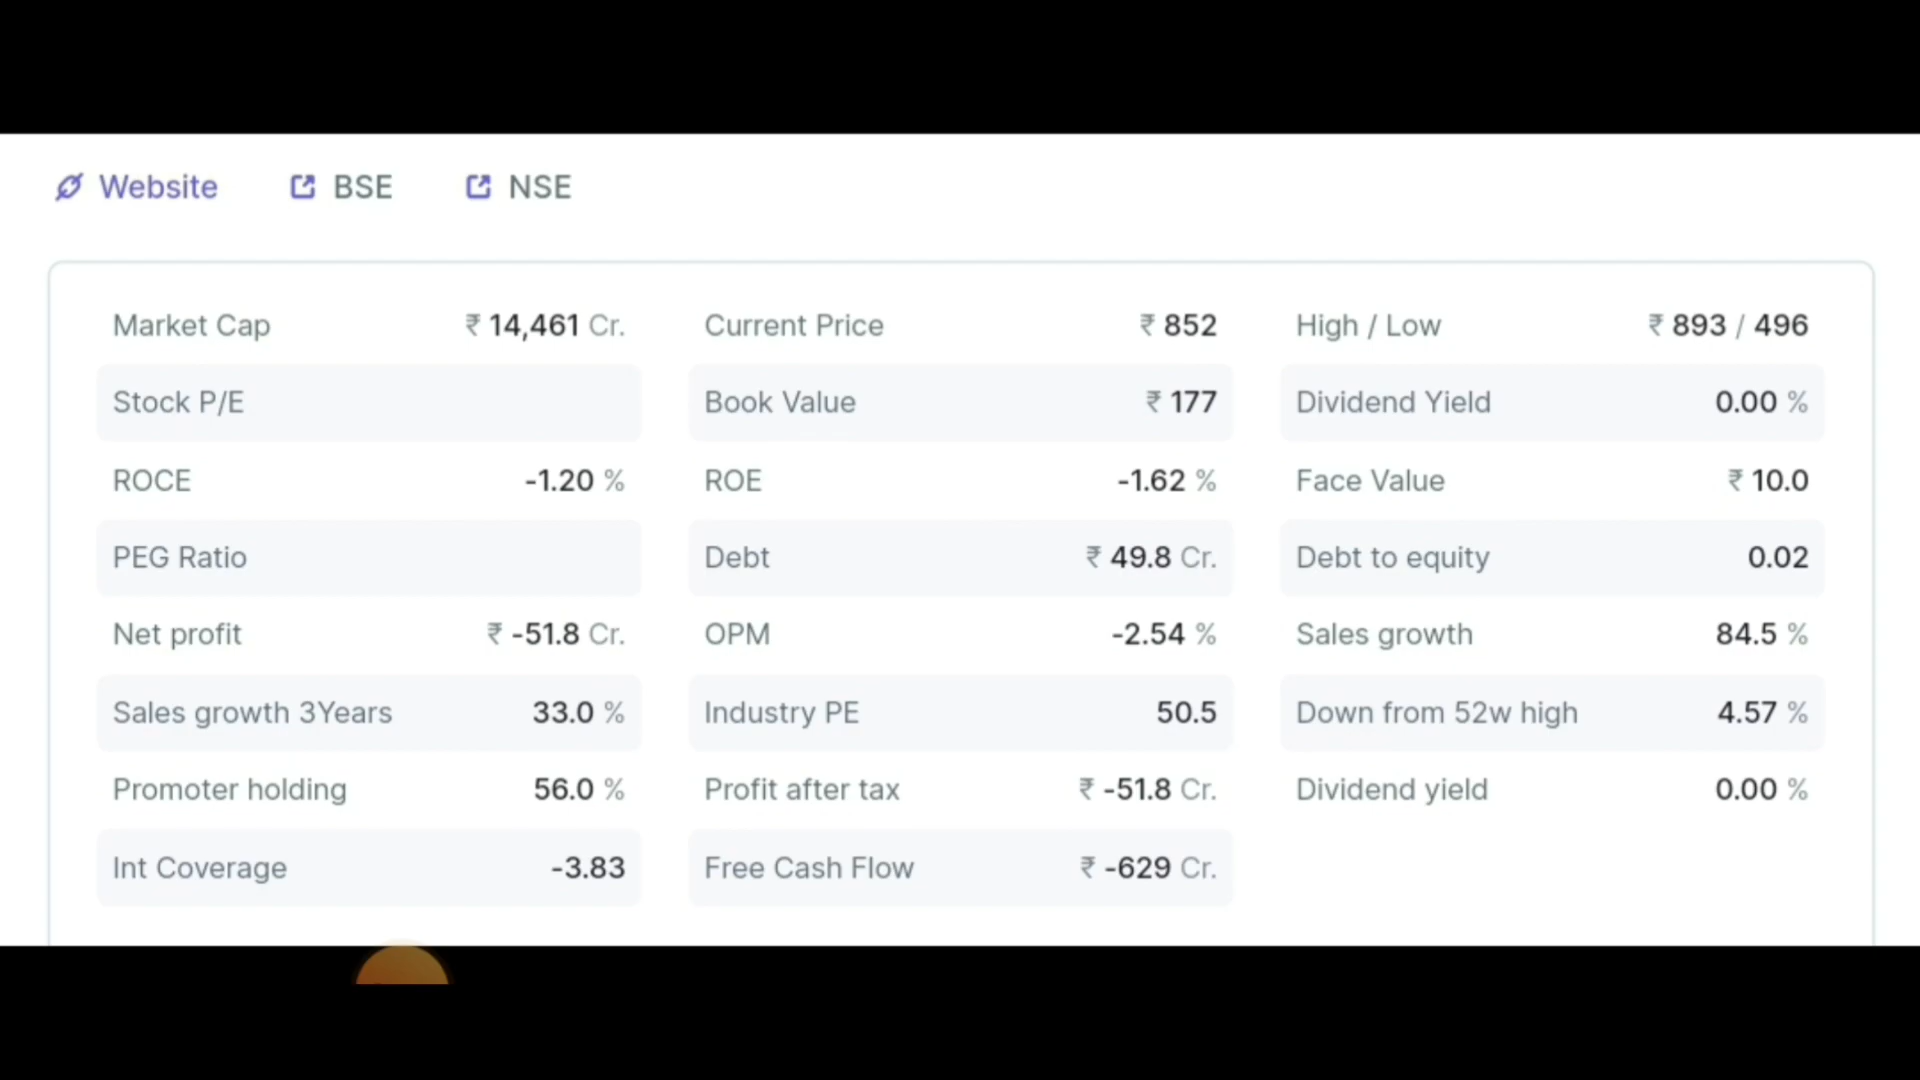 Website BSE NSE
Market Cap ₹ 14,461 Cr. Current Price ₹ 852 High / Low ₹ 893 / 496
Stock P/E Book Value ₹ 177 Dividend Yield 0.00 %
ROCE -1.20 % ROE -1.62 % Face Value ₹ 10.0
PEG Ratio Debt ₹ 49.8 Cr. Debt to equity 0.02
Net profit ₹ -51.8 Cr. OPM -2.54 % Sales growth 84.5 %
Sales growth 3Years 33.0 % Industry PE 50.5 Down from 52w high 4.57 %
Promoter holding 56.0 % Profit after tax ₹ -51.8 Cr. Dividend yield 0.00 %
Int Coverage -3.83 Free Cash Flow ₹ -629 Cr.